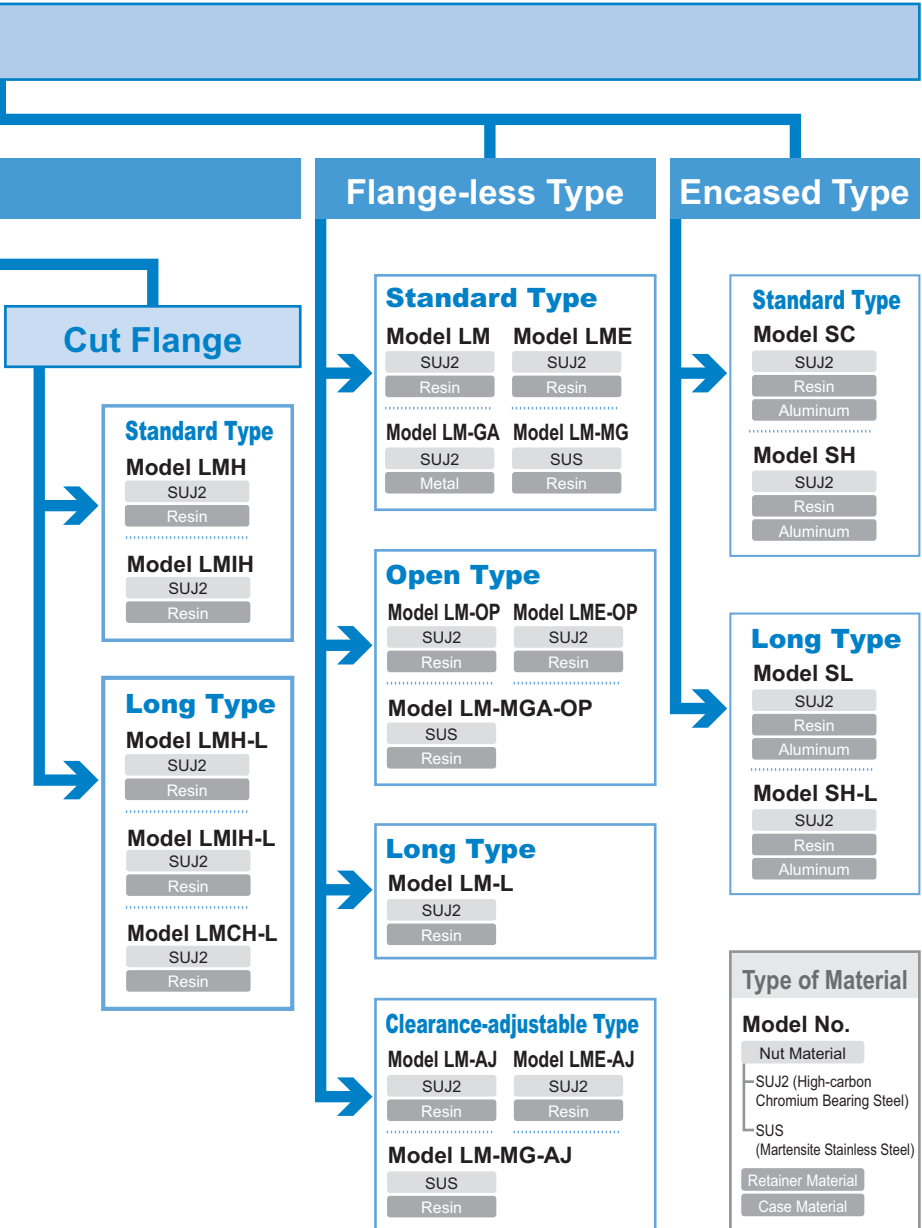 Flange-less Type
Encased Type
Cut Flange
Standard Type
Model LMH
SUJ2
Resin
Model LMIH
SUJ2
Resin
Long Type
Model LMH-L
SUJ2
Resin
Model LMIH-L
SUJ2
Resin
Model LMCH-L
SUJ2
Resin
Standard Type
Model LM Model LME
SUJ2 SUJ2
Resin Resin
Model LM-GA Model LM-MG
SUJ2 SUS
Metal Resin
Open Type
Model LM-OP Model LME-OP
SUJ2 SUJ2
Resin Resin
Model LM-MGA-OP
SUS
Resin
Long Type
Model LM-L
SUJ2
Resin
Clearance-adjustable Type
Model LM-AJ Model LME-AJ
SUJ2 SUJ2
Resin Resin
Model LM-MG-AJ
SUS
Resin
Standard Type
Model SC
SUJ2
Resin
Aluminum
Model SH
SUJ2
Resin
Aluminum
Long Type
Model SL
SUJ2
Resin
Aluminum
Model SH-L
SUJ2
Resin
Aluminum
Type of Material
Model No.
Nut Material
SUJ2 (High-carbon
Chromium Bearing Steel)
SUS
(Martensite Stainless Steel)
Retainer Material
Case Material